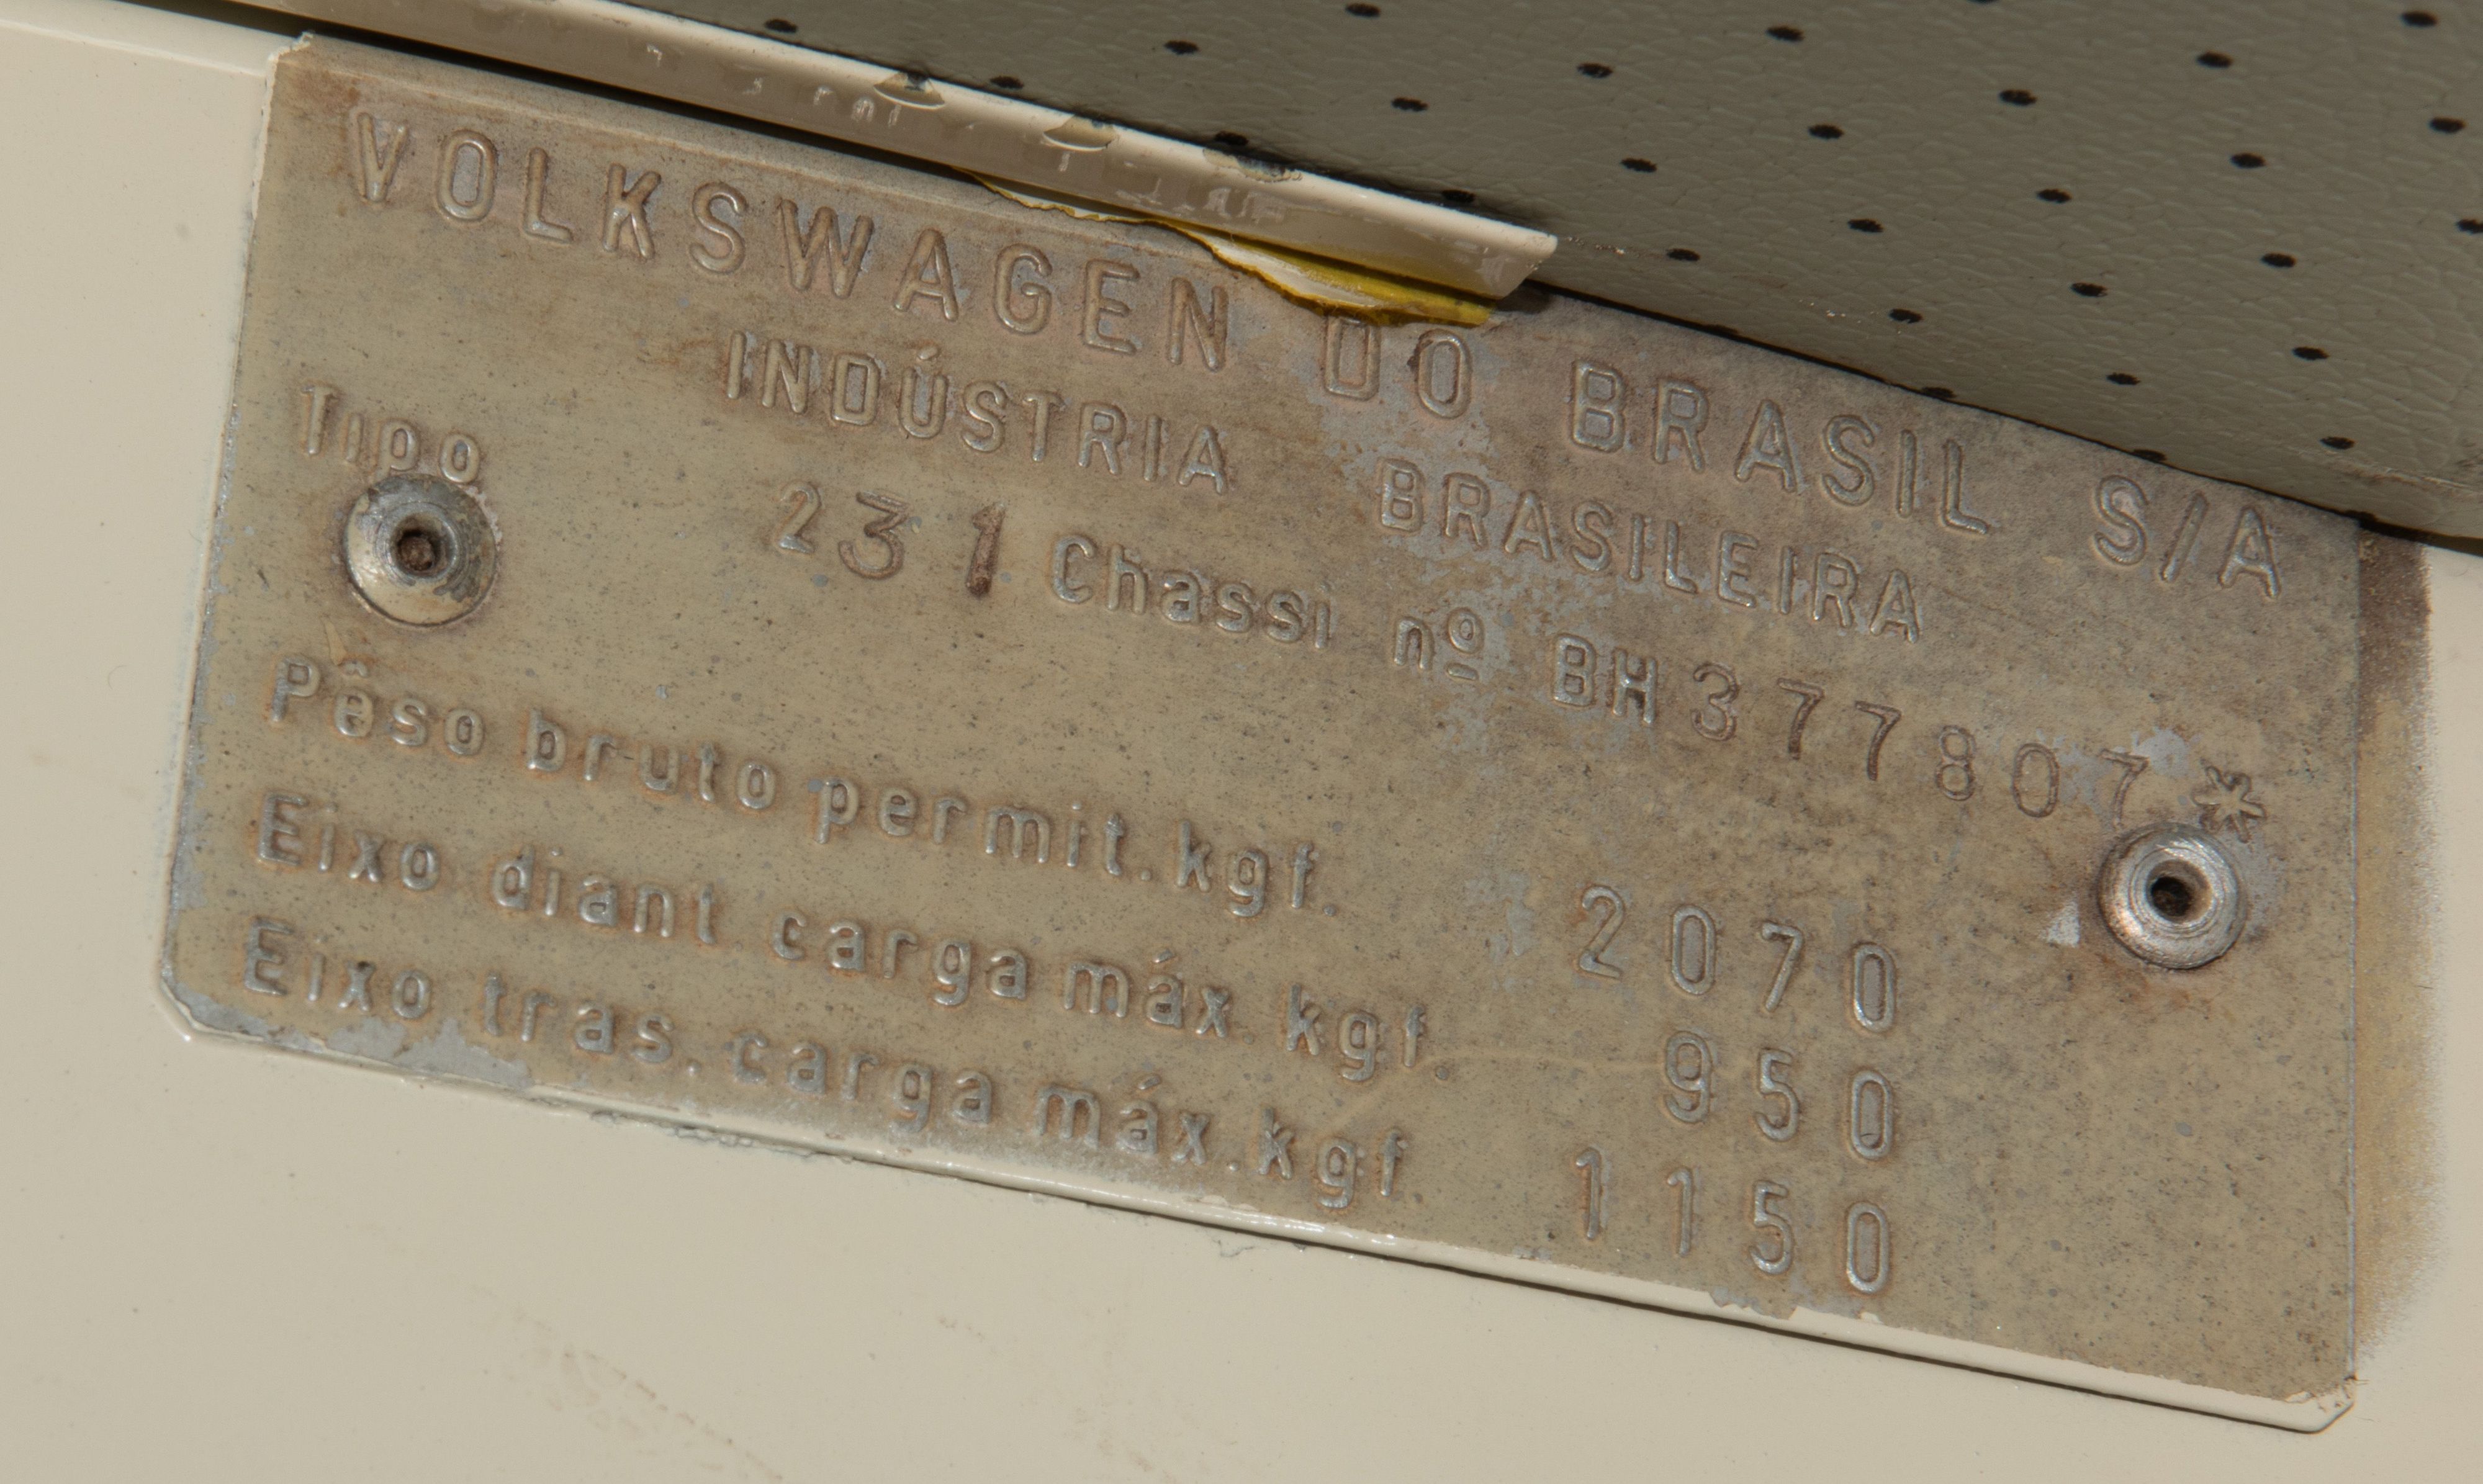 VOLKSWAGEN DO BRASIL S/A
INDÚSTRIA BRASILEIRA
Tipo 231 Chassi nº BH377807*
Pêso bruto permit. kgf. 2070
Eixo diant carga máx. kgf. 950
Eixo tras. carga máx. kgf. 1150